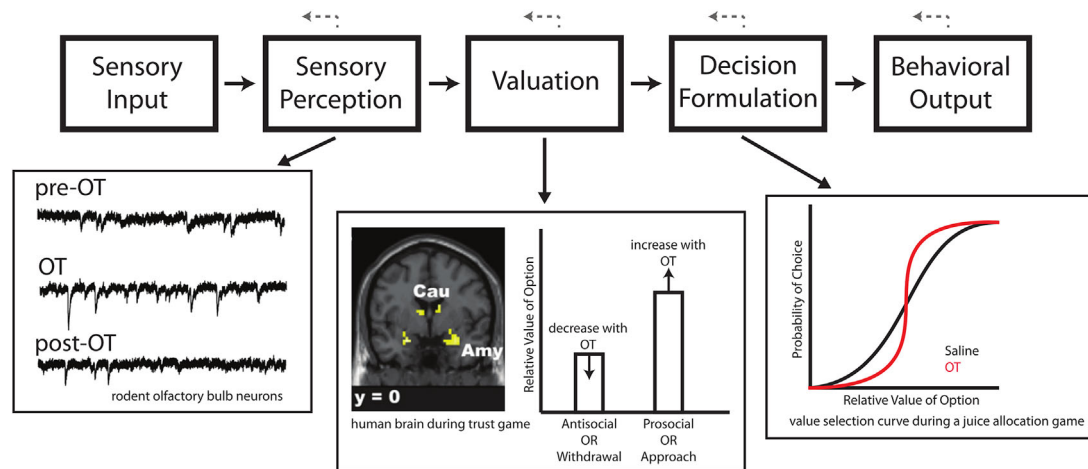 Sensory
Input
Sensory
Perception
Valuation
Decision
Formulation
Behavioral
Output
pre-OT
OT
post-OT
rodent olfactory bulb neurons
Cau
Amy
y = 0
human brain during trust game
Relative Value of Option
decrease with
OT
increase with
OT
Antisocial
OR
Withdrawal
Prosocial
OR
Approach
Probability of Choice
Saline
OT
Relative Value of Option
value selection curve during a juice allocation game